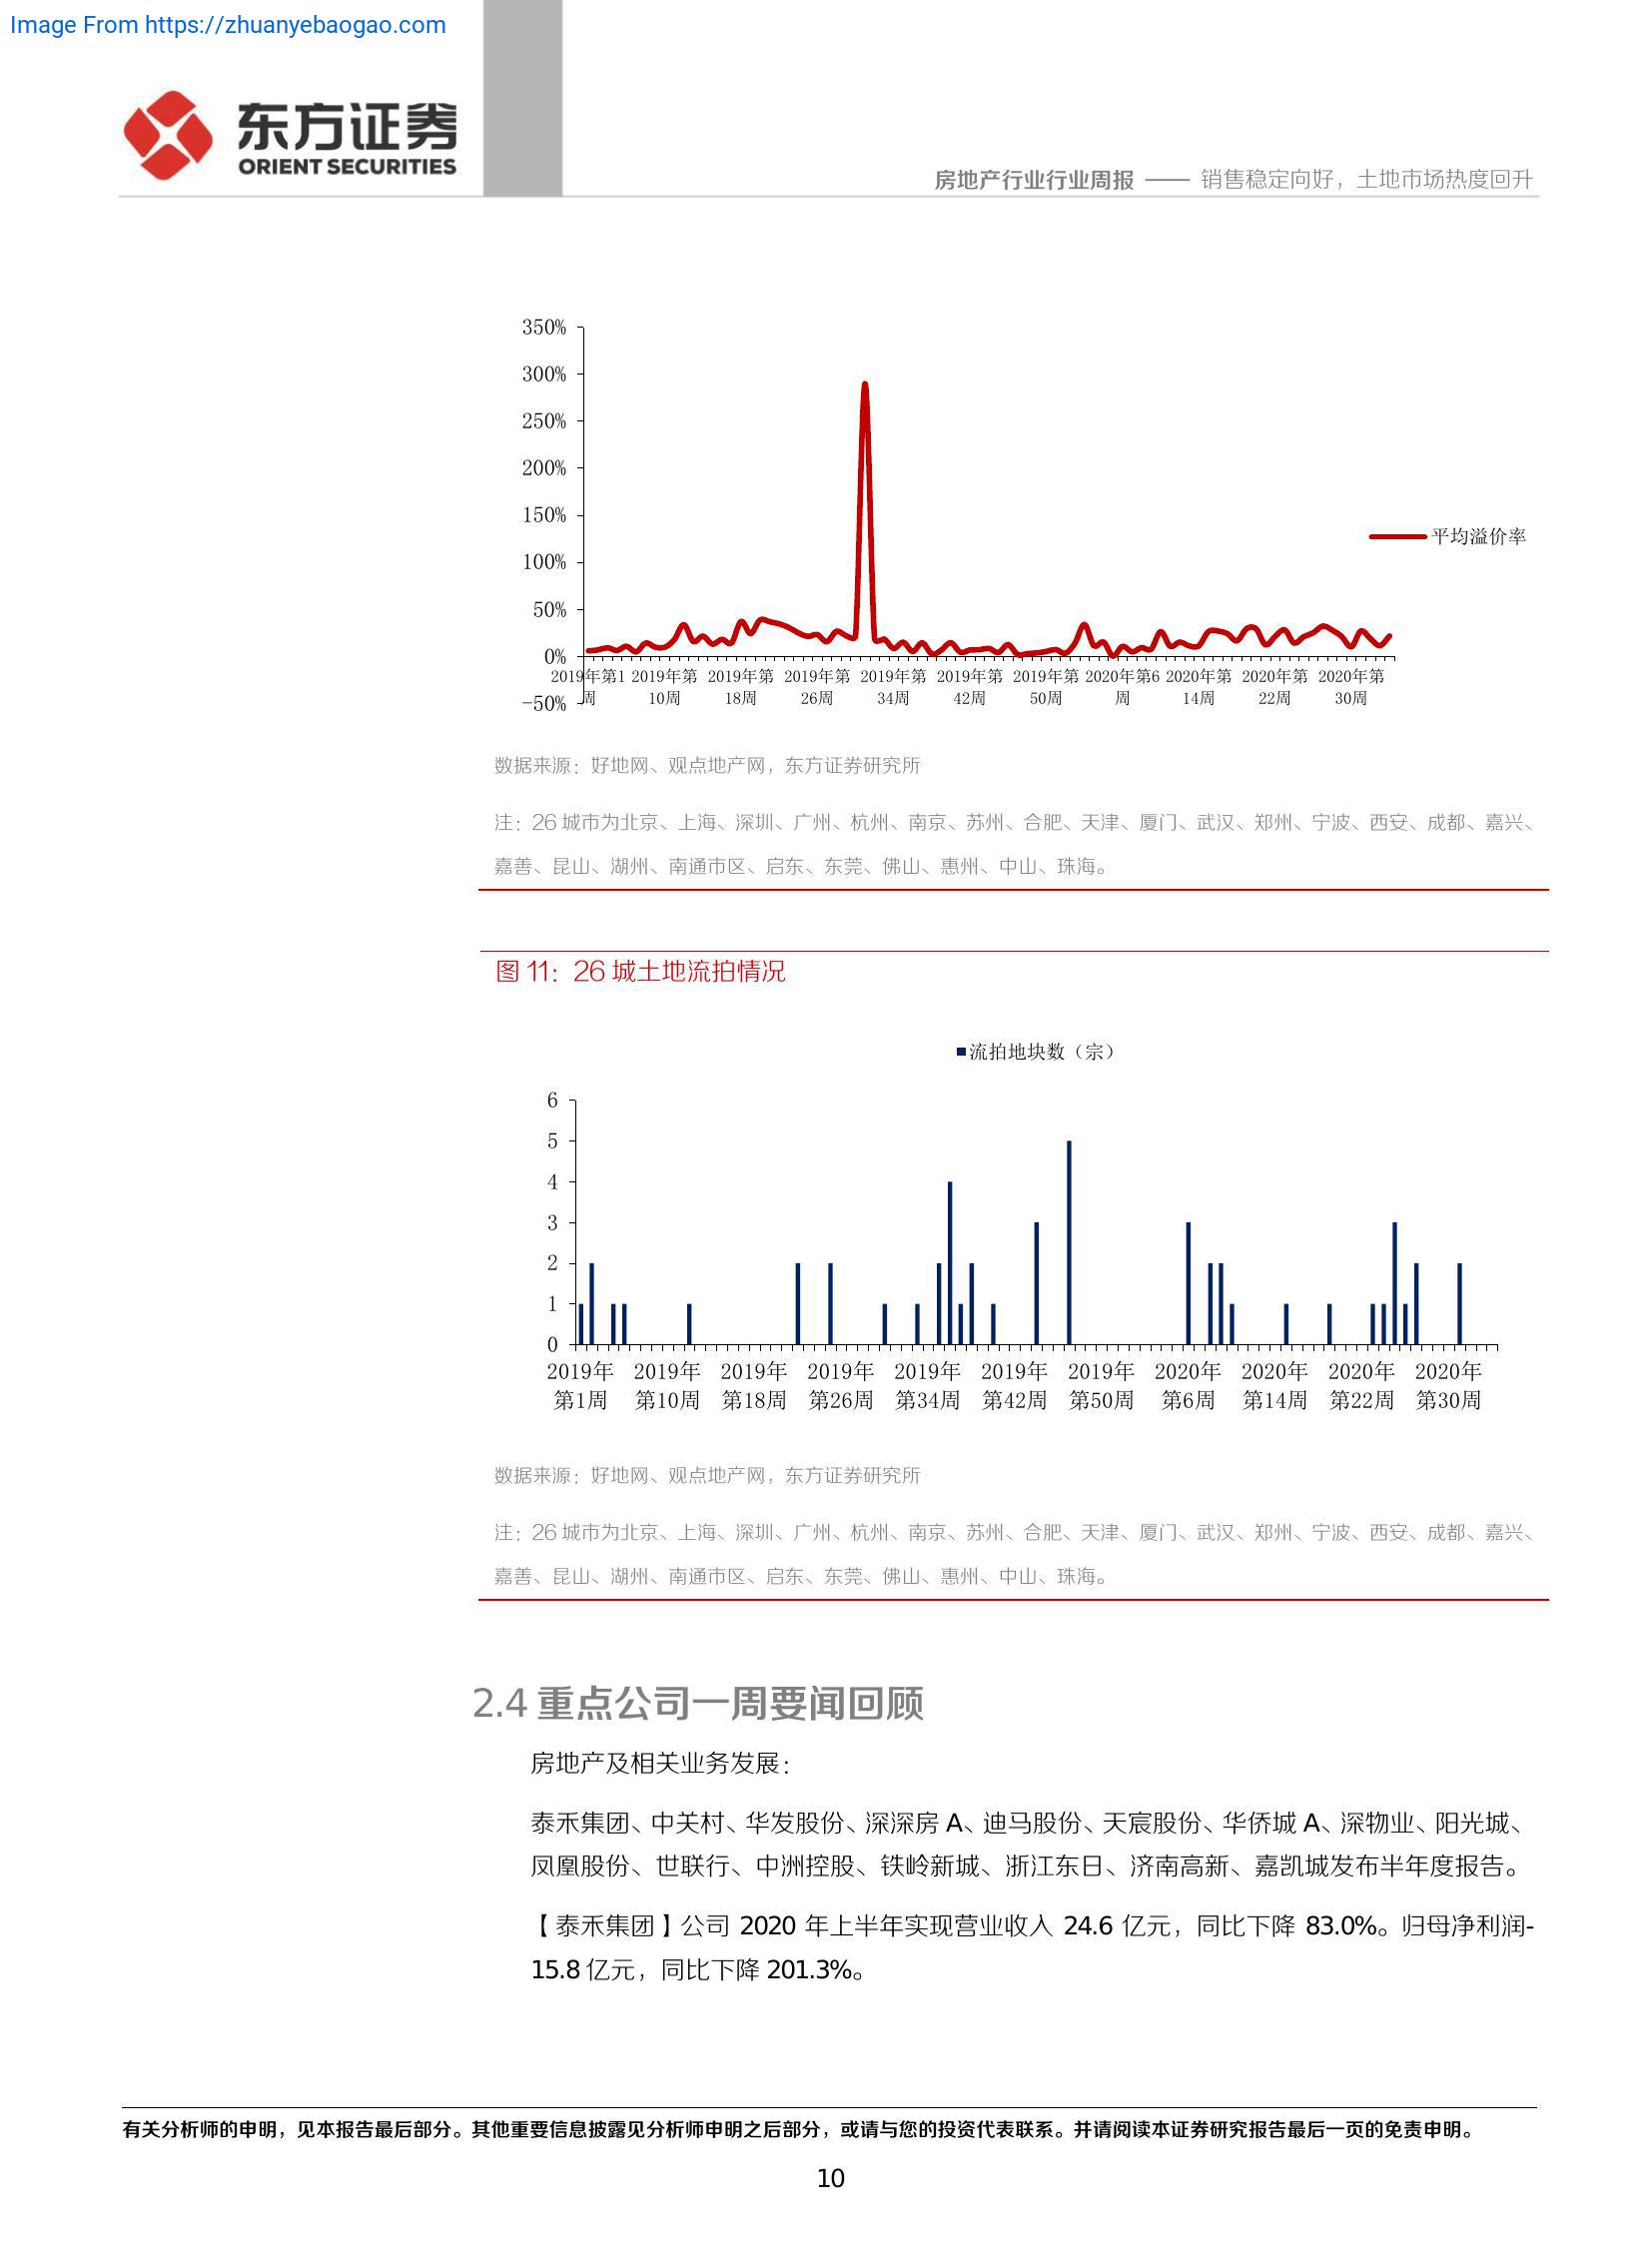 Image From https://zhuanyebaogao.com
东方证券
ORIENT SECURITIES
房地产行业行业周报 —— 销售稳定向好，土地市场热度回升
350%
300%
250%
200%
150%
100%
50%
0%
-50%
平均溢价率
2019年第1周 2019年第10周 2019年第18周 2019年第26周 2019年第34周 2019年第42周 2019年第50周 2020年第6周 2020年第14周 2020年第22周 2020年第30周
数据来源：好地网、观点地产网，东方证券研究所
注：26 城市为北京、上海、深圳、广州、杭州、南京、苏州、合肥、天津、厦门、武汉、郑州、宁波、西安、成都、嘉兴、
嘉善、昆山、湖州、南通市区、启东、东莞、佛山、惠州、中山、珠海。
图 11：26 城土地流拍情况
流拍地块数（宗）
6
5
4
3
2
1
0
2019年 2019年 2019年 2019年 2019年 2019年 2019年 2020年 2020年 2020年 2020年
第1周 第10周 第18周 第26周 第34周 第42周 第50周 第6周 第14周 第22周 第30周
数据来源：好地网、观点地产网，东方证券研究所
注：26 城市为北京、上海、深圳、广州、杭州、南京、苏州、合肥、天津、厦门、武汉、郑州、宁波、西安、成都、嘉兴、
嘉善、昆山、湖州、南通市区、启东、东莞、佛山、惠州、中山、珠海。
2.4 重点公司一周要闻回顾
房地产及相关业务发展：
泰禾集团、中关村、华发股份、深深房 A、迪马股份、天宸股份、华侨城 A、深物业、阳光城、
凤凰股份、世联行、中洲控股、铁岭新城、浙江东日、济南高新、嘉凯城发布半年度报告。
【泰禾集团】公司 2020 年上半年实现营业收入 24.6 亿元，同比下降 83.0%。归母净利润-
15.8 亿元，同比下降 201.3%。
有关分析师的申明，见本报告最后部分。其他重要信息披露见分析师申明之后部分，或请与您的投资代表联系。并请阅读本证券研究报告最后一页的免责申明。
10